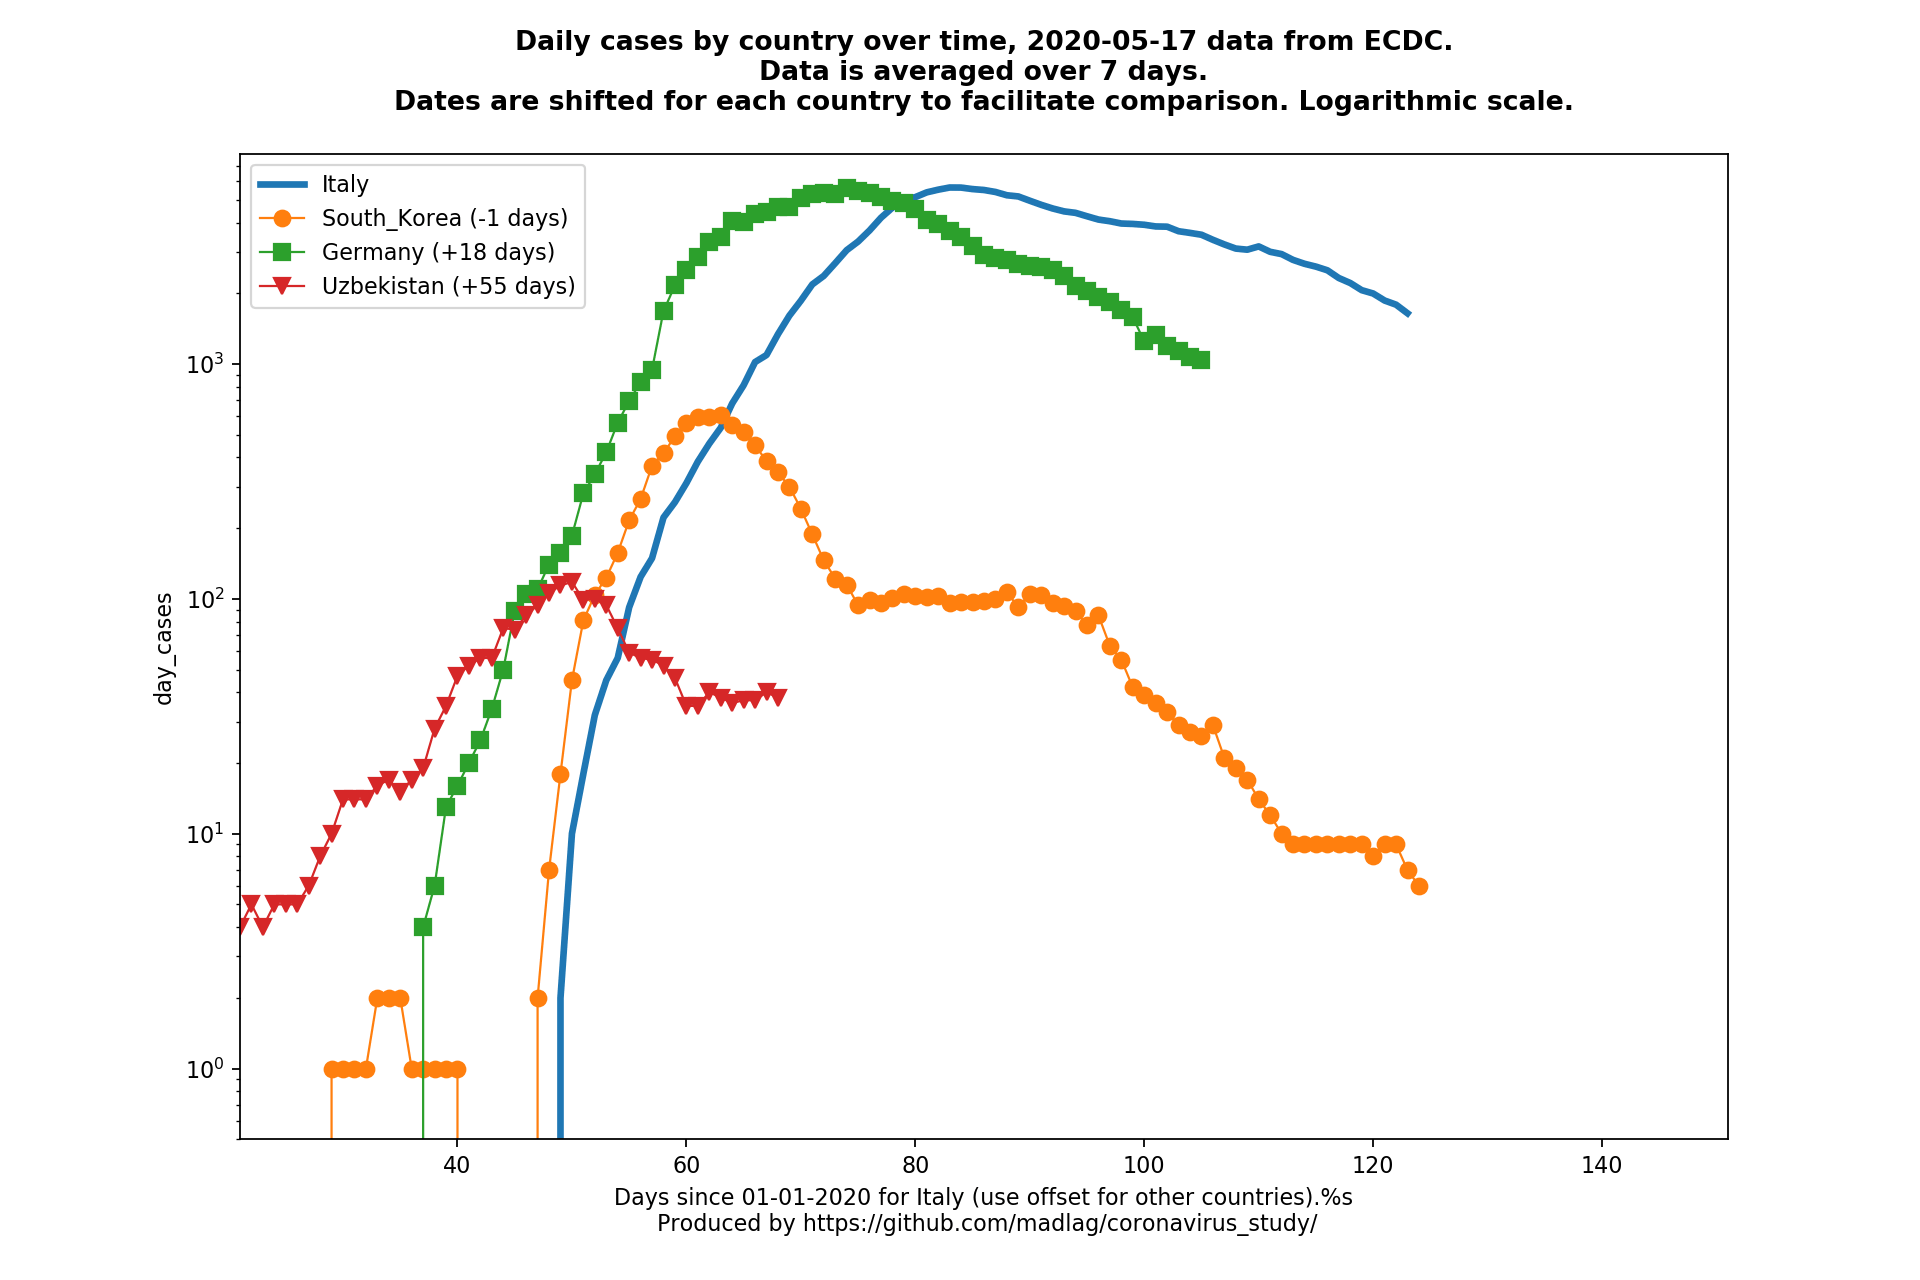 Daily cases by country over time, 2020-05-17 data from ECDC.
Data is averaged over 7 days.
Dates are shifted for each country to facilitate comparison. Logarithmic scale.
Italy
South_Korea (-1 days)
Germany (+18 days)
Uzbekistan (+55 days)
day_cases
10³
10²
10¹
10⁰
40 60 80 100 120 140
Days since 01-01-2020 for Italy (use offset for other countries).%s
Produced by https://github.com/madlag/coronavirus_study/